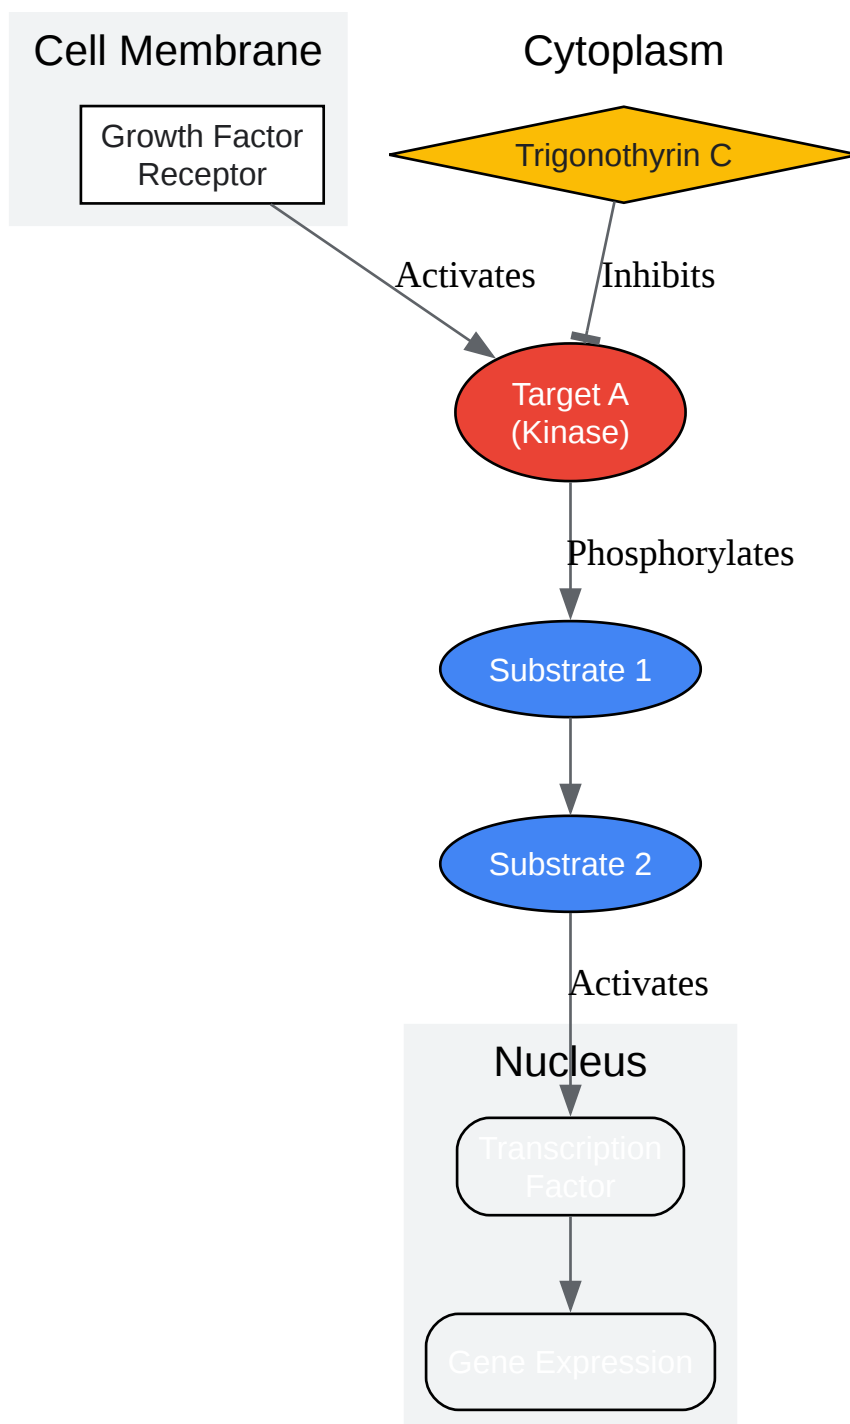 Cell Membrane
Cytoplasm
Growth Factor
Receptor
Trigonothyrin C
Activates
Inhibits
Target A
(Kinase)
Phosphorylates
Substrate 1
Substrate 2
Activates
Nucleus
Transcription
Factor
Gene Expression